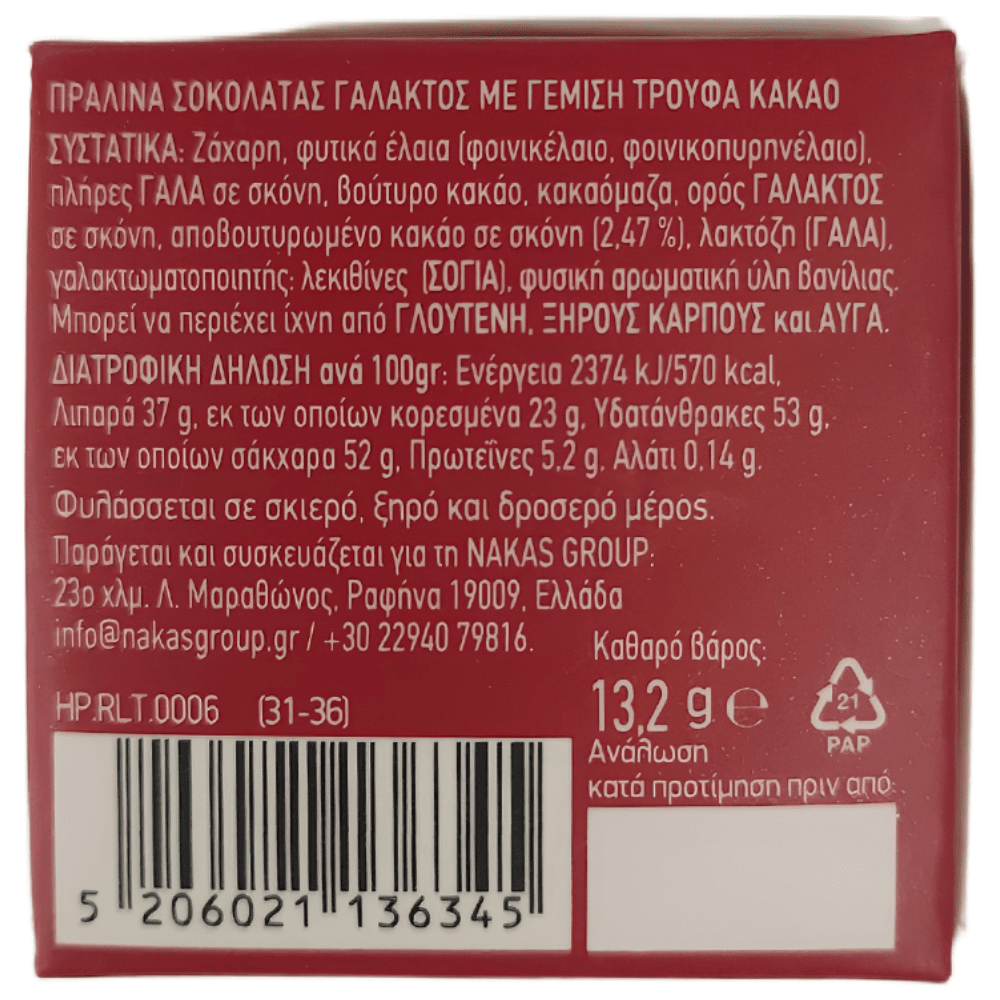 ΠΡΑΛΙΝΑ ΣΟΚΟΛΑΤΑΣ ΓΑΛΑΚΤΟΣ ΜΕ ΓΕΜΙΣΗ ΤΡΟΥΦΑ ΚΑΚΑΟ
ΣΥΣΤΑΤΙΚΑ: Ζάχαρη, φυτικά έλαια (φοινικέλαιο, φοινικοπυρηνέλαιο),
πλήρες ΓΑΛΑ σε σκόνη, βούτυρο κακάο, κακαόμαζα, ορός ΓΑΛΑΚΤΟΣ
σε σκόνη, αποβουτυρωμένο κακάο σε σκόνη (2,47 %), λακτόζη (ΓΑΛΑ),
γαλακτωματοποιητής: λεκιθίνες (ΣΟΓΙΑ), φυσική αρωματική ύλη βανίλιας.
Μπορεί να περιέχει ίχνη από ΓΛΟΥΤΕΝΗ, ΞΗΡΟΥΣ ΚΑΡΠΟΥΣ και ΑΥΓΑ.
ΔΙΑΤΡΟΦΙΚΗ ΔΗΛΩΣΗ ανά 100gr: Ενέργεια 2374 kJ/570 kcal,
Λιπαρά 37 g, εκ των οποίων κορεσμένα 23 g, Υδατάνθρακες 53 g,
εκ των οποίων σάκχαρα 52 g, Πρωτεΐνες 5,2 g, Αλάτι 0,14 g.
Φυλάσσεται σε σκιερό, ξηρό και δροσερό μέρος.
Παράγεται και συσκευάζεται για τη NAKAS GROUP:
23ο χλμ. Λ. Μαραθώνος, Ραφήνα 19009, Ελλάδα
info@nakasgroup.gr / +30 22940 79816.
Καθαρό βάρος:
13,2 g ℮
HP.RLT.0006 (31-36)
21
PAP
Ανάλωση
κατά προτίμηση πριν από:
5 206021 136345